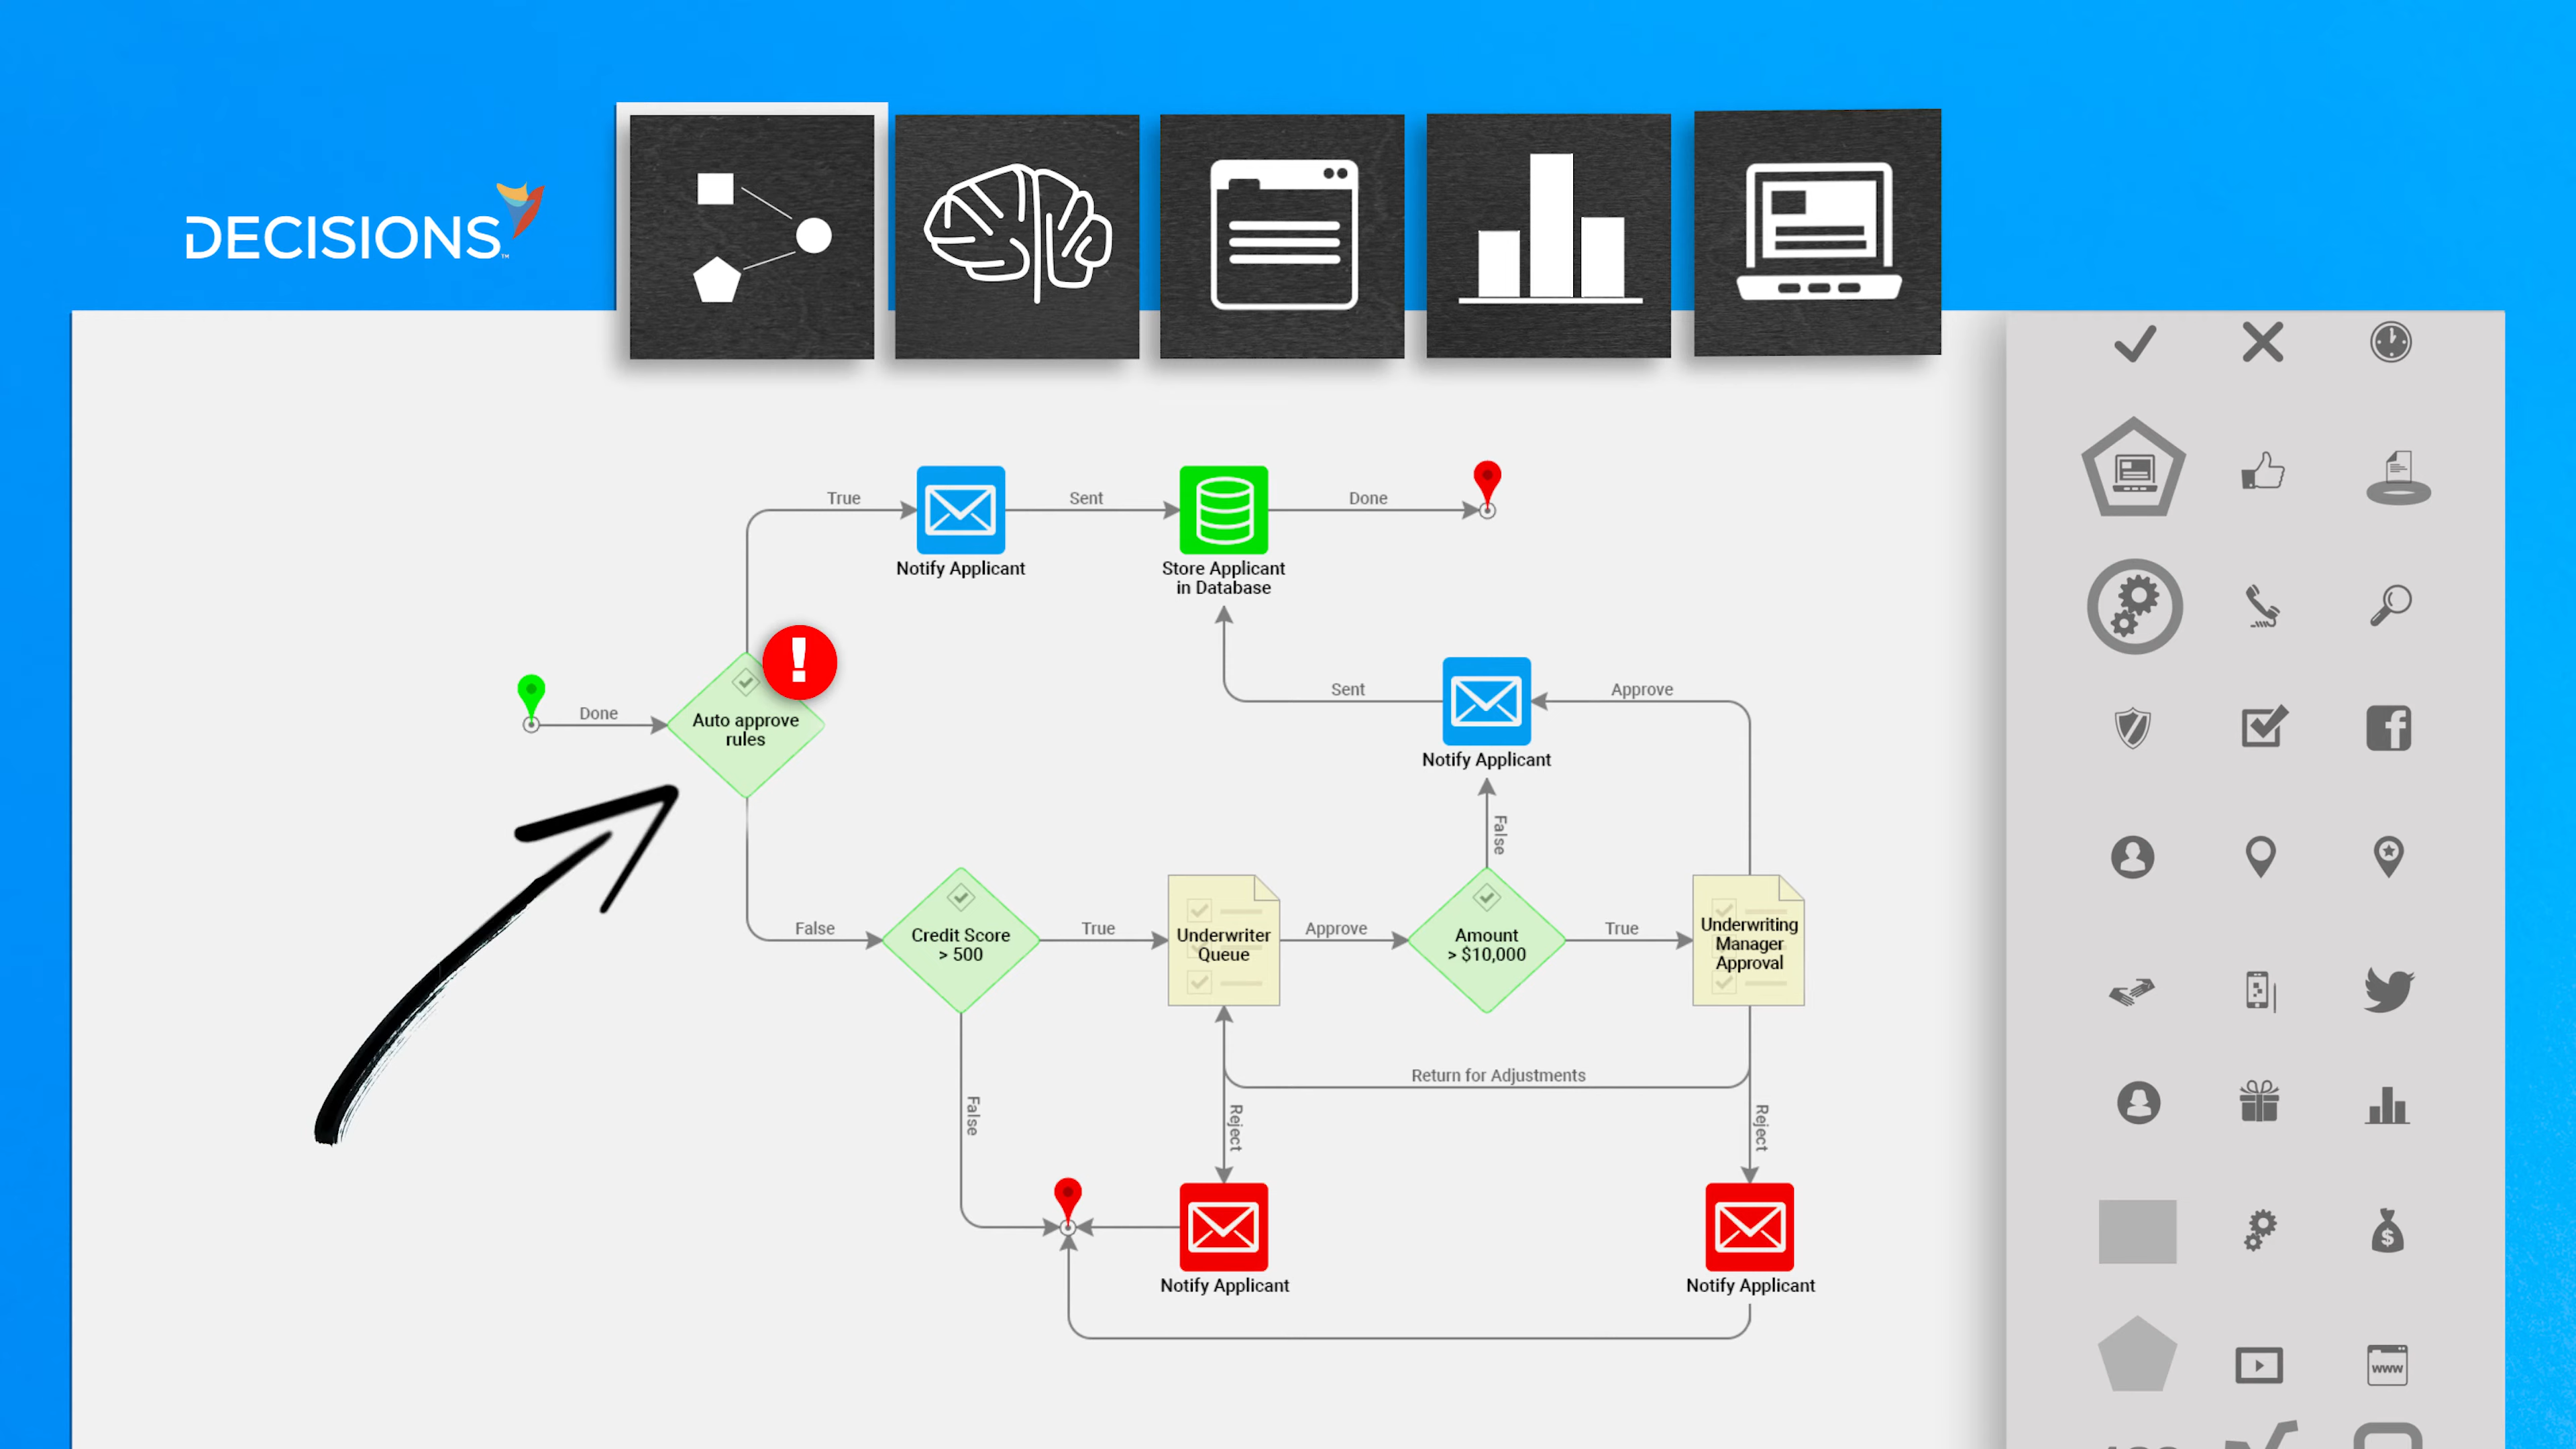 DECISIONS™
True
Sent
Done
Notify Applicant
Store Applicant
in Database
!
Done
Auto approve
rules
Sent
Approve
Notify Applicant
False
False
Credit Score
> 500
True
Underwriter
Queue
Approve
Amount
> $10,000
True
Underwriting
Manager
Approval
Return for Adjustments
False
Reject
Reject
Notify Applicant
Notify Applicant
f
$
www